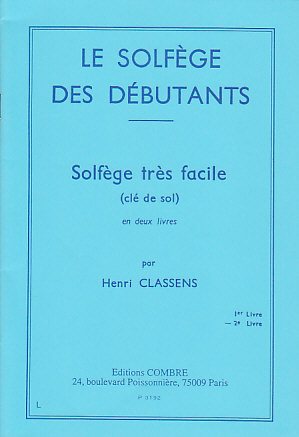 LE SOLFÈGE
DES DÉBUTANTS
Solfège très facile
(clé de sol)
en deux livres
par
Henri CLASSENS
1er Livre
— 2e Livre
Editions COMBRE
24, boulevard Poissonnière, 75009 Paris
P 3192
L